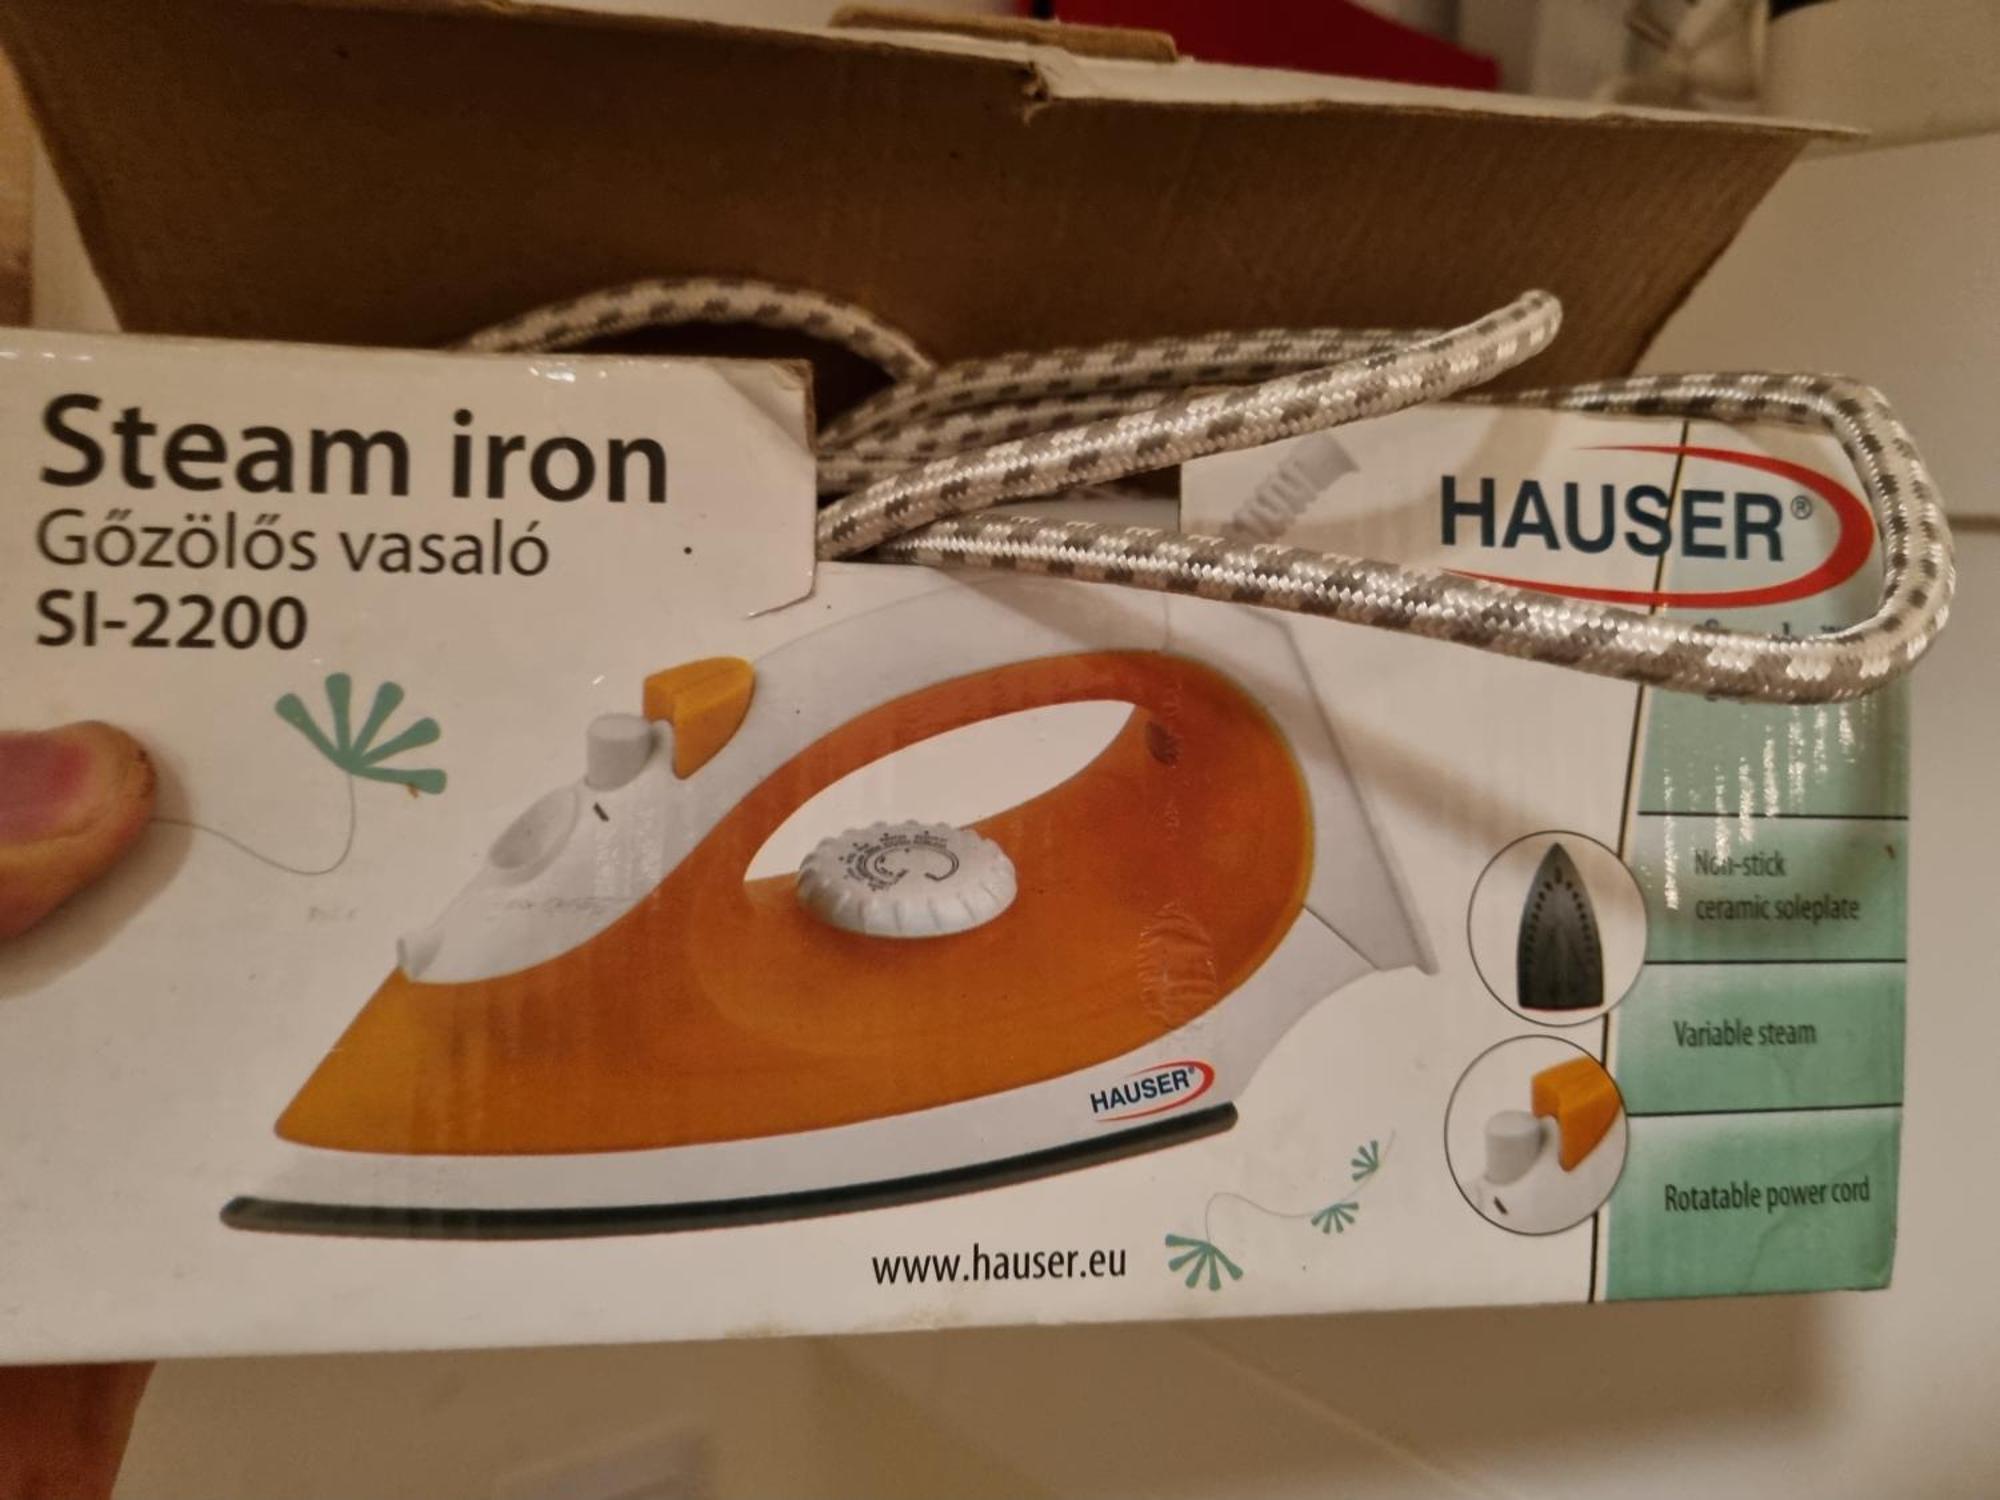 Steam iron
Gőzölős vasaló
SI-2200
HAUSER®
Non-stick
ceramic soleplate
Variable steam
Rotatable power cord
HAUSER®
www.hauser.eu